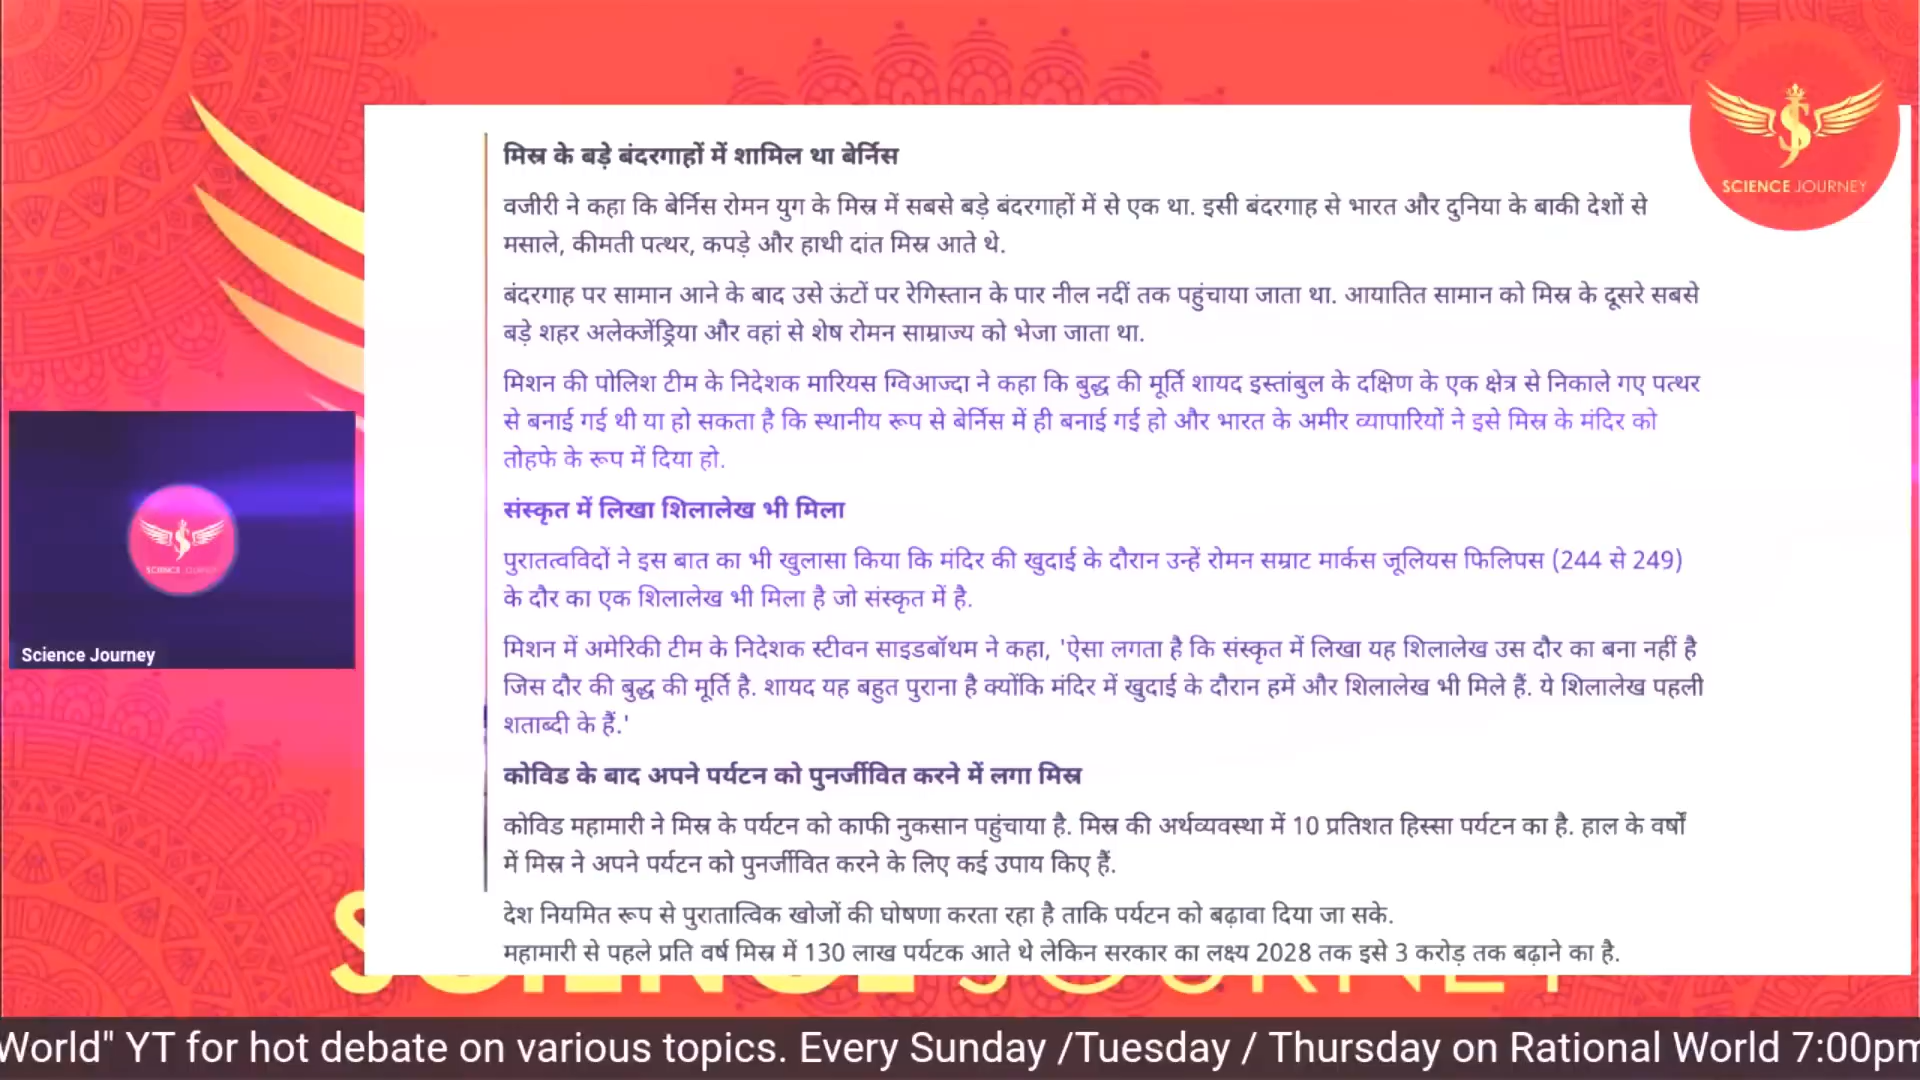 मिस्र के बड़े बंदरगाहों में शामिल था बेर्निस
वजीरी ने कहा कि बेर्निस रोमन युग के मिस्र में सबसे बड़े बंदरगाहों में से एक था. इसी बंदरगाह से भारत और दुनिया के बाकी देशों से
मसाले, कीमती पत्थर, कपड़े और हाथी दांत मिस्र आते थे.
बंदरगाह पर सामान आने के बाद उसे ऊंटों पर रेगिस्तान के पार नील नदीं तक पहुंचाया जाता था. आयातित सामान को मिस्र के दूसरे सबसे
बड़े शहर अलेक्जेंड्रिया और वहां से शेष रोमन साम्राज्य को भेजा जाता था.
मिशन की पोलिश टीम के निदेशक मारियस ग्विआज्दा ने कहा कि बुद्ध की मूर्ति शायद इस्तांबुल के दक्षिण के एक क्षेत्र से निकाले गए पत्थर
से बनाई गई थी या हो सकता है कि स्थानीय रूप से बेर्निस में ही बनाई गई हो और भारत के अमीर व्यापारियों ने इसे मिस्र के मंदिर को
तोहफे के रूप में दिया हो.
संस्कृत में लिखा शिलालेख भी मिला
पुरातत्वविदों ने इस बात का भी खुलासा किया कि मंदिर की खुदाई के दौरान उन्हें रोमन सम्राट मार्कस जूलियस फिलिपस (244 से 249)
के दौर का एक शिलालेख भी मिला है जो संस्कृत में है.
मिशन में अमेरिकी टीम के निदेशक स्टीवन साइडबॉथम ने कहा, 'ऐसा लगता है कि संस्कृत में लिखा यह शिलालेख उस दौर का बना नहीं है
जिस दौर की बुद्ध की मूर्ति है. शायद यह बहुत पुराना है क्योंकि मंदिर में खुदाई के दौरान हमें और शिलालेख भी मिले हैं. ये शिलालेख पहली
शताब्दी के हैं.'
कोविड के बाद अपने पर्यटन को पुनर्जीवित करने में लगा मिस्र
कोविड महामारी ने मिस्र के पर्यटन को काफी नुकसान पहुंचाया है. मिस्र की अर्थव्यवस्था में 10 प्रतिशत हिस्सा पर्यटन का है. हाल के वर्षों
में मिस्र ने अपने पर्यटन को पुनर्जीवित करने के लिए कई उपाय किए हैं.
देश नियमित रूप से पुरातात्विक खोजों की घोषणा करता रहा है ताकि पर्यटन को बढ़ावा दिया जा सके.
महामारी से पहले प्रति वर्ष मिस्र में 130 लाख पर्यटक आते थे लेकिन सरकार का लक्ष्य 2028 तक इसे 3 करोड़ तक बढ़ाने का है.
SCIENCE JOURNEY
SCIENCE JOURNEY
Science Journey
SCIENCE JOURNEY
World" YT for hot debate on various topics. Every Sunday /Tuesday / Thursday on Rational World 7:00pm